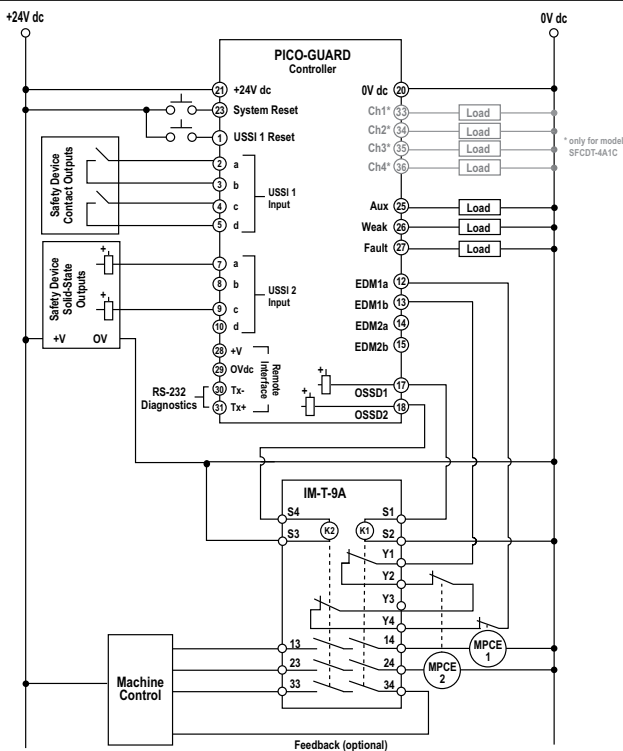 +24V dc
0V dc
PICO-GUARD
Controller
21 +24V dc
23 System Reset
1 USSI 1 Reset
2 a
3 b
4 c
5 d
USSI 1
Input
7 a
8 b
9 c
10 d
USSI 2
Input
28 +V
29 OVdc
30 Tx-
31 Tx+
Remote
Interface
RS-232
Diagnostics
0V dc 20
Ch1* 33
Ch2* 34
Ch3* 35
Ch4* 36
Load
Load
Load
Load
* only for model
SFCDT-4A1C
Aux 25
Weak 26
Fault 27
Load
Load
Load
EDM1a 12
EDM1b 13
EDM2a 14
EDM2b 15
+
17
OSSD1
+
18
OSSD2
Safety Device
Contact Outputs
Safety Device
Solid-State
Outputs
+
+
+V OV
IM-T-9A
S4
S3
K2
K1
S1
S2
Y1
Y2
Y3
Y4
13 14
23 24
33 34
MPCE
1
MPCE
2
Machine
Control
Feedback (optional)